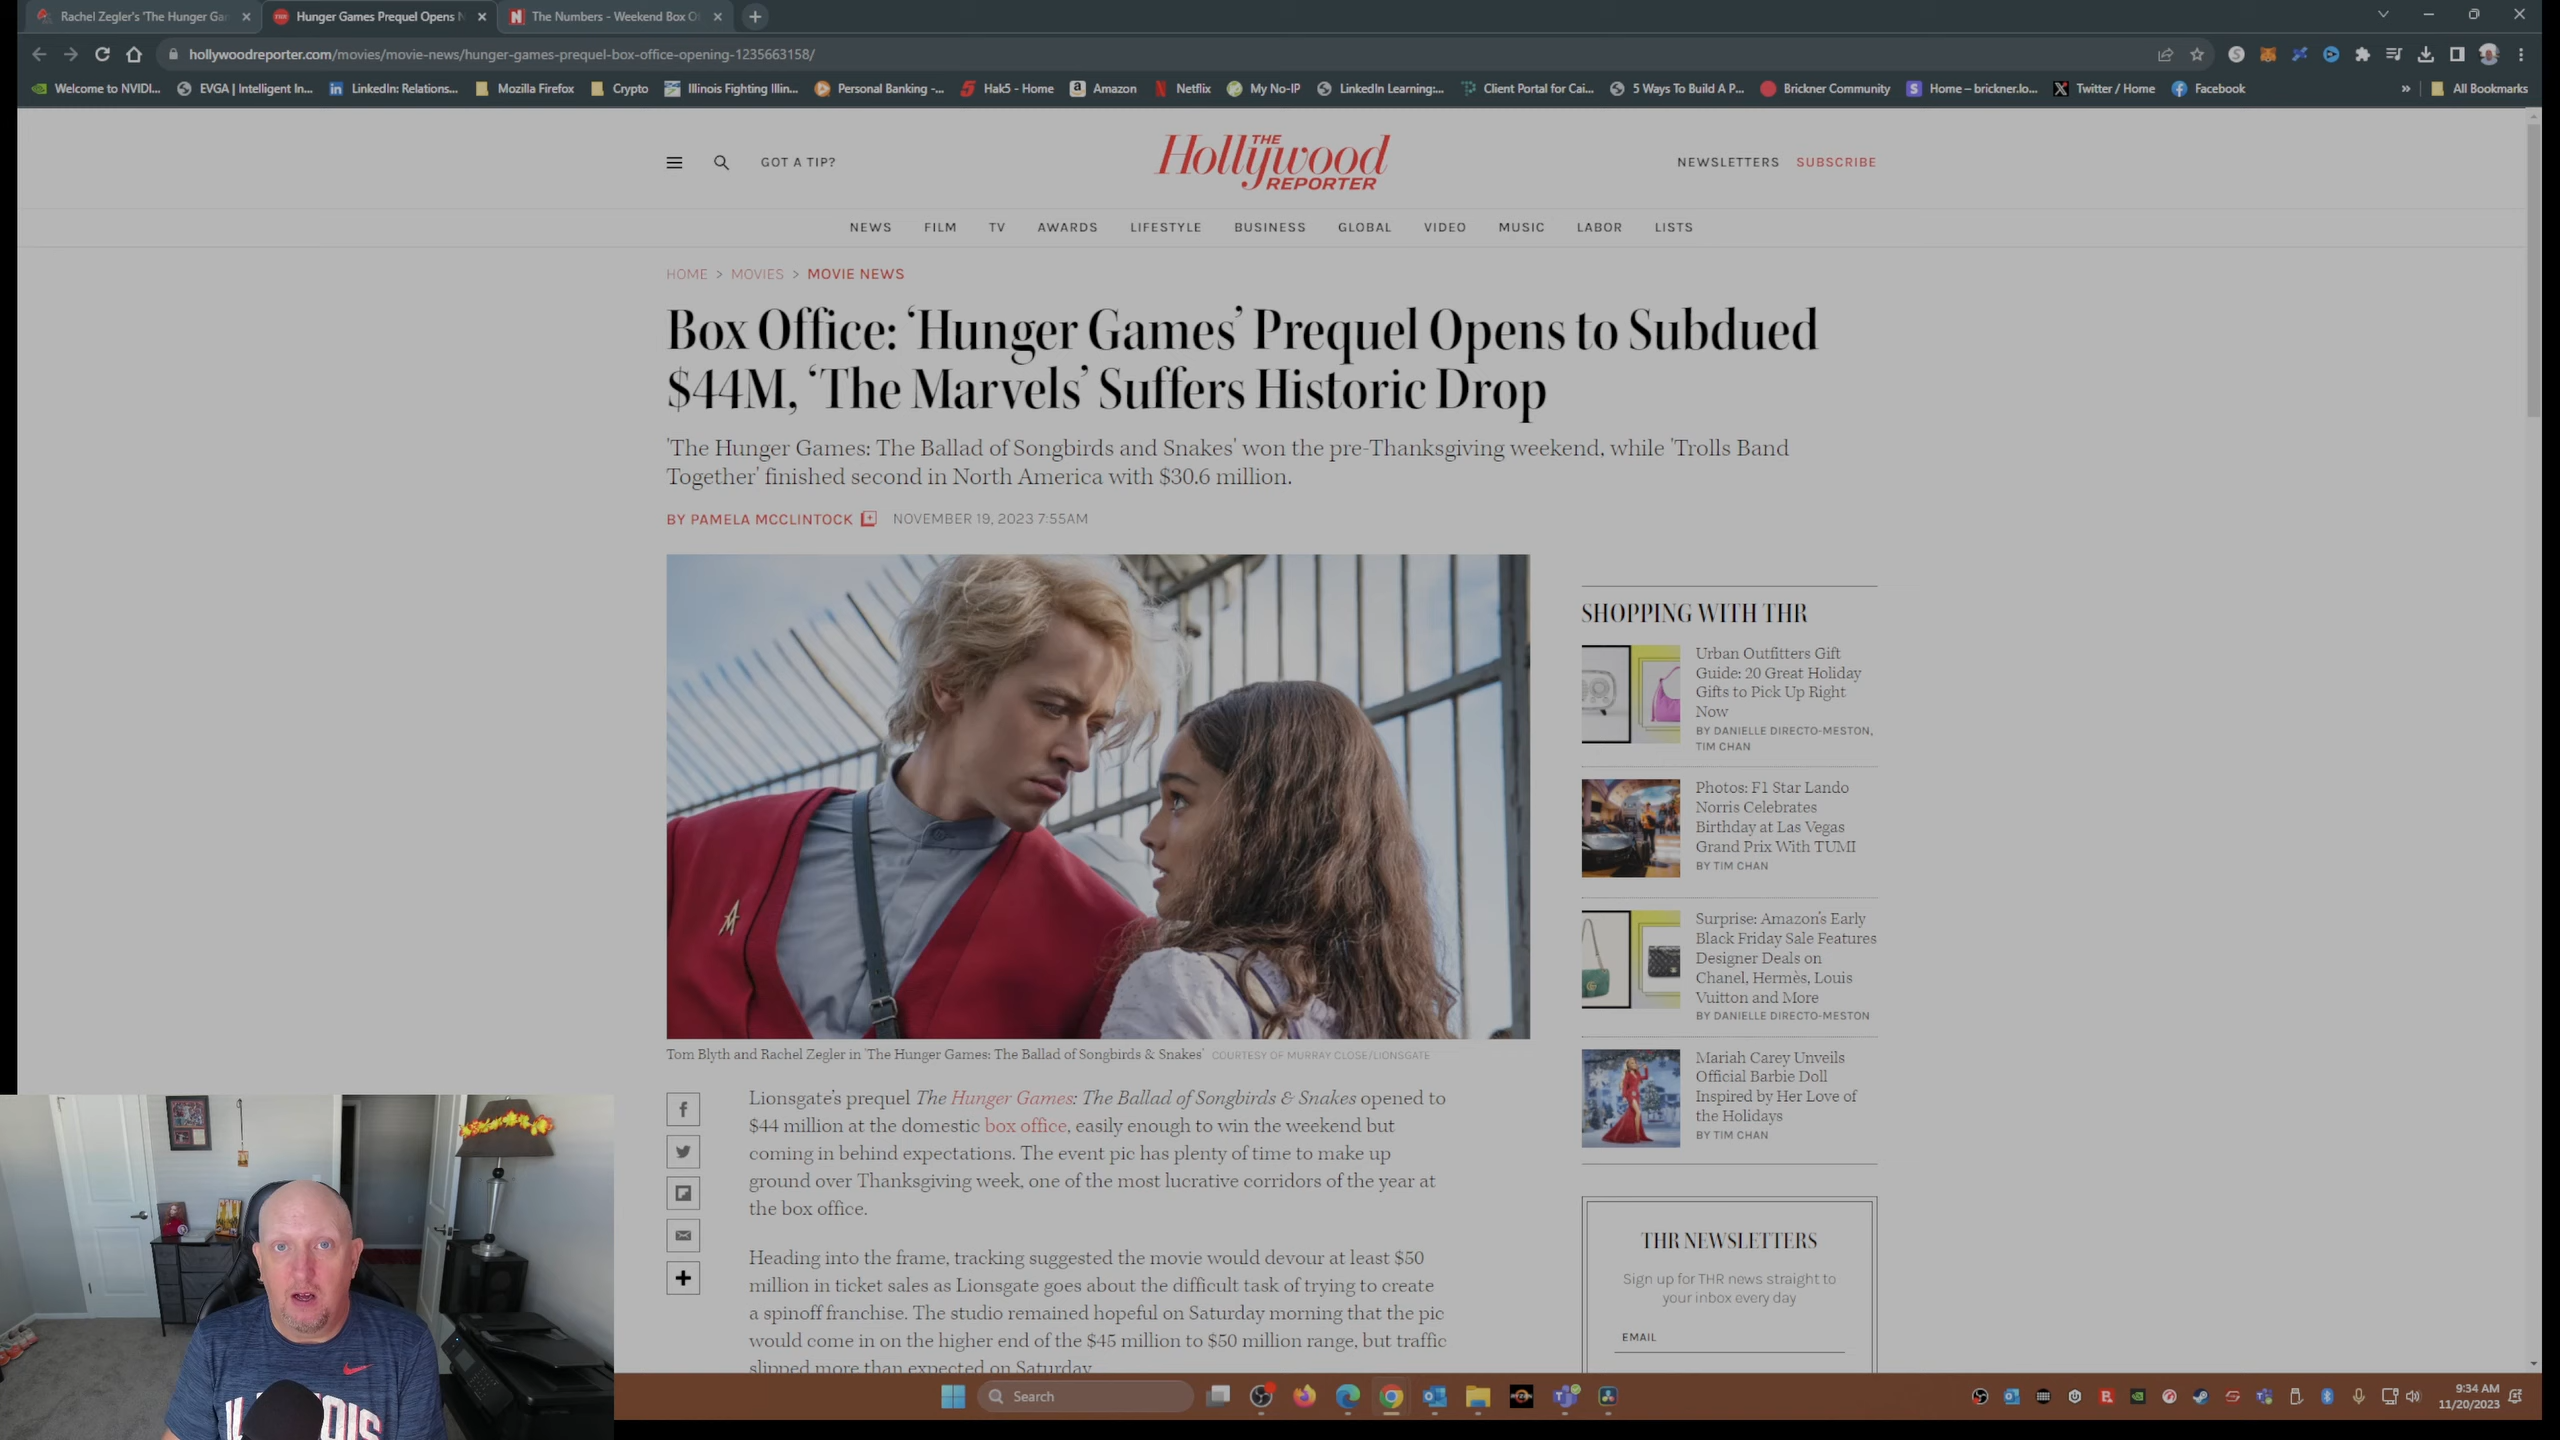 Rachel Zegler's 'The Hunger Gar
Hunger Games Prequel Opens N
The Numbers - Weekend Box O
hollywoodreporter.com/movies/movie-news/hunger-games-prequel-box-office-opening-1235663158/
Welcome to NVIDI...
EVGA | Intelligent In...
LinkedIn: Relations...
Mozilla Firefox
Crypto
Illinois Fighting Illin...
Personal Banking -...
Hak5 - Home
Amazon
Netflix
My No-IP
LinkedIn Learning:...
Client Portal for Cai...
5 Ways To Build A P...
Brickner Community
Home – brickner.lo...
Twitter / Home
Facebook
All Bookmarks
GOT A TIP?
THE
Hollywood
REPORTER
NEWSLETTERS
SUBSCRIBE
NEWS FILM TV AWARDS LIFESTYLE BUSINESS GLOBAL VIDEO MUSIC LABOR LISTS
HOME > MOVIES > MOVIE NEWS
Box Office: ‘Hunger Games’ Prequel Opens to Subdued
$44M, ‘The Marvels’ Suffers Historic Drop
'The Hunger Games: The Ballad of Songbirds and Snakes' won the pre-Thanksgiving weekend, while 'Trolls Band
Together' finished second in North America with $30.6 million.
BY PAMELA MCCLINTOCK NOVEMBER 19, 2023 7:55AM
Tom Blyth and Rachel Zegler in 'The Hunger Games: The Ballad of Songbirds & Snakes' COURTESY OF MURRAY CLOSE/LIONSGATE
Lionsgate’s prequel The Hunger Games: The Ballad of Songbirds & Snakes opened to
$44 million at the domestic box office, easily enough to win the weekend but
coming in behind expectations. The event pic has plenty of time to make up
ground over Thanksgiving week, one of the most lucrative corridors of the year at
the box office.
Heading into the frame, tracking suggested the movie would devour at least $50
million in ticket sales as Lionsgate goes about the difficult task of trying to create
a spinoff franchise. The studio remained hopeful on Saturday morning that the pic
would come in on the higher end of the $45 million to $50 million range, but traffic
slipped more than expected on Saturday.
SHOPPING WITH THR
Urban Outfitters Gift
Guide: 20 Great Holiday
Gifts to Pick Up Right
Now
BY DANIELLE DIRECTO-MESTON,
TIM CHAN
Photos: F1 Star Lando
Norris Celebrates
Birthday at Las Vegas
Grand Prix With TUMI
BY TIM CHAN
Surprise: Amazon’s Early
Black Friday Sale Features
Designer Deals on
Chanel, Hermès, Louis
Vuitton and More
BY DANIELLE DIRECTO-MESTON
Mariah Carey Unveils
Official Barbie Doll
Inspired by Her Love of
the Holidays
BY TIM CHAN
THR NEWSLETTERS
Sign up for THR news straight to
your inbox every day
EMAIL
Search
9:34 AM
11/20/2023